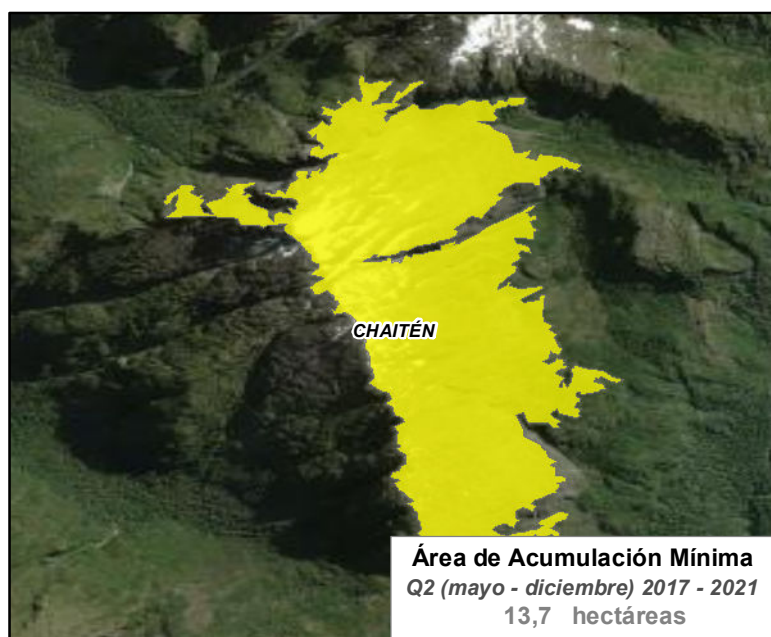 CHAITÉN
Área de Acumulación Mínima
Q2 (mayo - diciembre) 2017 - 2021
13,7 hectáreas